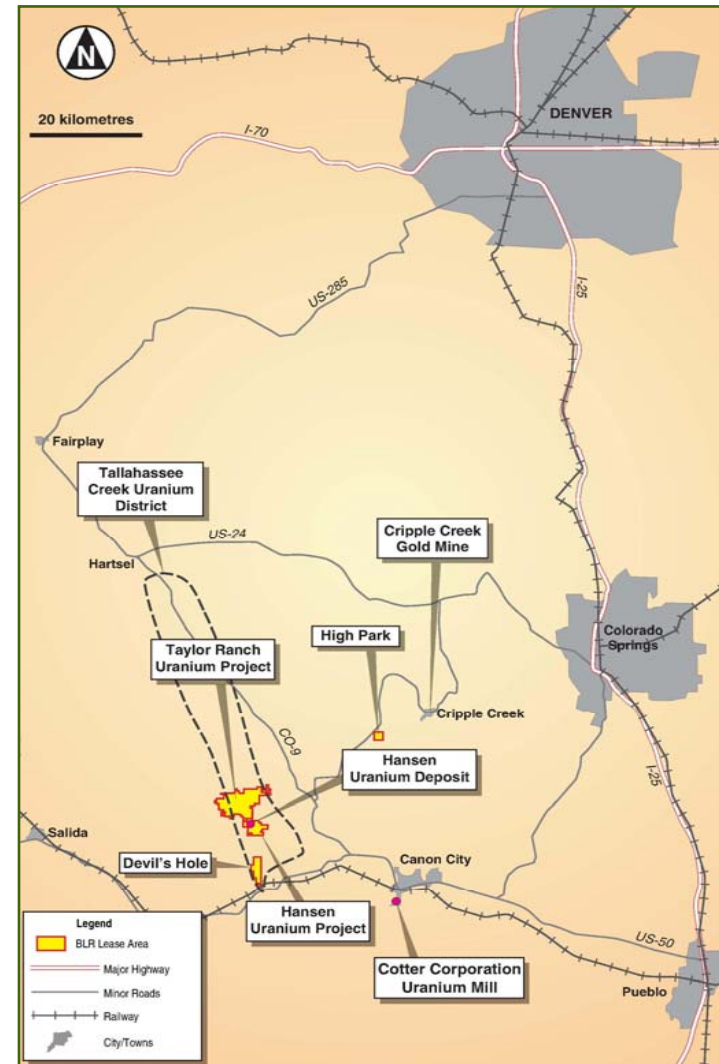 N
20 kilometres
I-70
DENVER
US-285
I-25
Fairplay
Tallahassee
Creek Uranium
District
US-24
Cripple Creek
Gold Mine
Hartsel
High Park
Colorado
Springs
Taylor Ranch
Uranium Project
Cripple Creek
CO-9
Hansen
Uranium Deposit
I-25
Salida
Devil's Hole
Canon City
Hansen
Uranium Project
US-50
Cotter Corporation
Uranium Mill
Pueblo
Legend
BLR Lease Area
Major Highway
Minor Roads
Railway
City/Towns